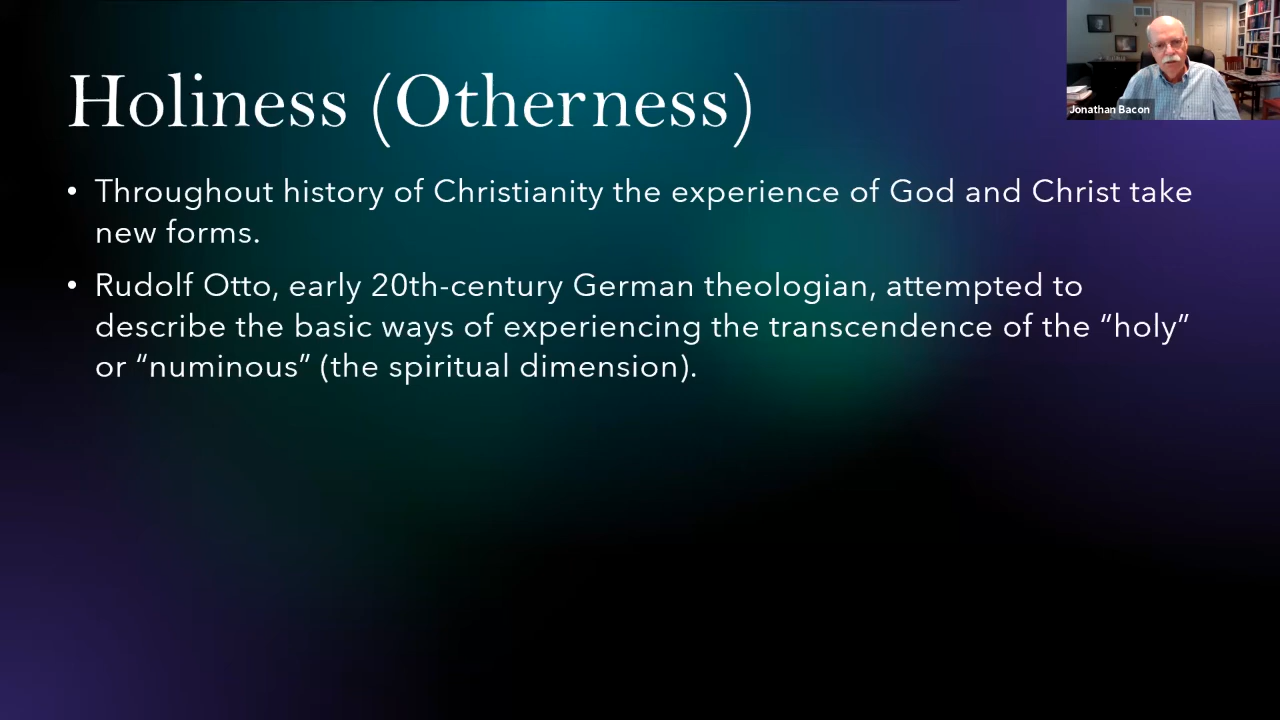 Holiness (Otherness)
Jonathan Bacon
• Throughout history of Christianity the experience of God and Christ take
new forms.
• Rudolf Otto, early 20th-century German theologian, attempted to
describe the basic ways of experiencing the transcendence of the “holy”
or “numinous” (the spiritual dimension).